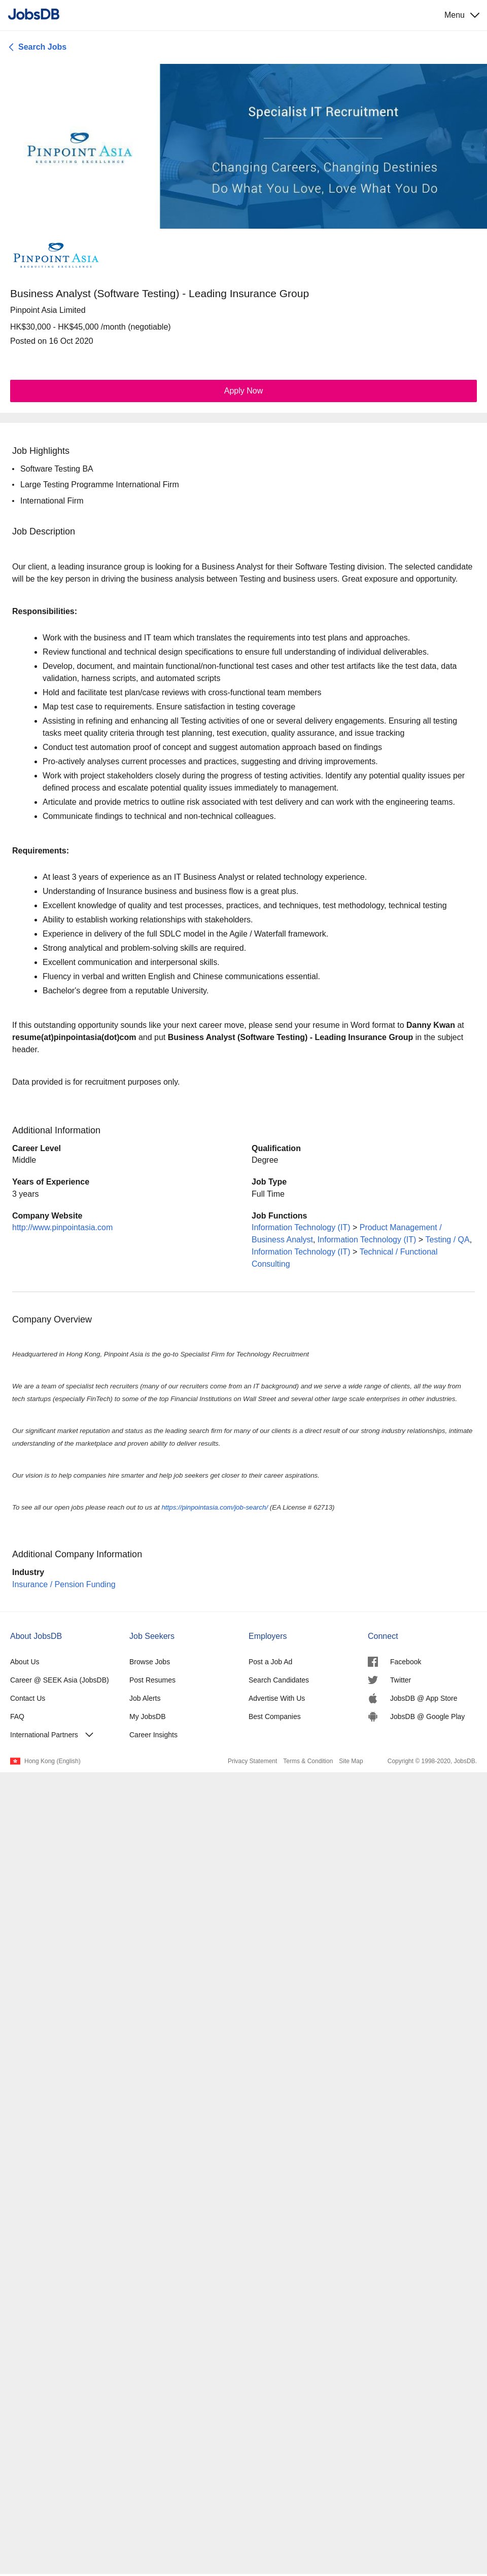 JobsDB
Menu
Search Jobs
PINPOINT ASIA
RECRUITING EXCELLENCE
Specialist IT Recruitment
Changing Careers, Changing Destinies
Do What You Love, Love What You Do
PINPOINT ASIA
RECRUITING EXCELLENCE
Business Analyst (Software Testing) - Leading Insurance Group
Pinpoint Asia Limited
HK$30,000 - HK$45,000 /month (negotiable)
Posted on 16 Oct 2020
Apply Now
Job Highlights
• Software Testing BA
• Large Testing Programme International Firm
• International Firm
Job Description
Our client, a leading insurance group is looking for a Business Analyst for their Software Testing division. The selected candidate
will be the key person in driving the business analysis between Testing and business users. Great exposure and opportunity.
Responsibilities:
• Work with the business and IT team which translates the requirements into test plans and approaches.
• Review functional and technical design specifications to ensure full understanding of individual deliverables.
• Develop, document, and maintain functional/non-functional test cases and other test artifacts like the test data, data
validation, harness scripts, and automated scripts
• Hold and facilitate test plan/case reviews with cross-functional team members
• Map test case to requirements. Ensure satisfaction in testing coverage
• Assisting in refining and enhancing all Testing activities of one or several delivery engagements. Ensuring all testing
tasks meet quality criteria through test planning, test execution, quality assurance, and issue tracking
• Conduct test automation proof of concept and suggest automation approach based on findings
• Pro-actively analyses current processes and practices, suggesting and driving improvements.
• Work with project stakeholders closely during the progress of testing activities. Identify any potential quality issues per
defined process and escalate potential quality issues immediately to management.
• Articulate and provide metrics to outline risk associated with test delivery and can work with the engineering teams.
• Communicate findings to technical and non-technical colleagues.
Requirements:
• At least 3 years of experience as an IT Business Analyst or related technology experience.
• Understanding of Insurance business and business flow is a great plus.
• Excellent knowledge of quality and test processes, practices, and techniques, test methodology, technical testing
• Ability to establish working relationships with stakeholders.
• Experience in delivery of the full SDLC model in the Agile / Waterfall framework.
• Strong analytical and problem-solving skills are required.
• Excellent communication and interpersonal skills.
• Fluency in verbal and written English and Chinese communications essential.
• Bachelor's degree from a reputable University.
If this outstanding opportunity sounds like your next career move, please send your resume in Word format to Danny Kwan at
resume(at)pinpointasia(dot)com and put Business Analyst (Software Testing) - Leading Insurance Group in the subject
header.
Data provided is for recruitment purposes only.
Additional Information
Career Level
Middle
Qualification
Degree
Years of Experience
3 years
Job Type
Full Time
Company Website
http://www.pinpointasia.com
Job Functions
Information Technology (IT) > Product Management /
Business Analyst, Information Technology (IT) > Testing / QA,
Information Technology (IT) > Technical / Functional
Consulting
Company Overview
Headquartered in Hong Kong, Pinpoint Asia is the go-to Specialist Firm for Technology Recruitment
We are a team of specialist tech recruiters (many of our recruiters come from an IT background) and we serve a wide range of clients, all the way from
tech startups (especially FinTech) to some of the top Financial Institutions on Wall Street and several other large scale enterprises in other industries.
Our significant market reputation and status as the leading search firm for many of our clients is a direct result of our strong industry relationships, intimate
understanding of the marketplace and proven ability to deliver results.
Our vision is to help companies hire smarter and help job seekers get closer to their career aspirations.
To see all our open jobs please reach out to us at https://pinpointasia.com/job-search/ (EA License # 62713)
Additional Company Information
Industry
Insurance / Pension Funding
About JobsDB
About Us
Career @ SEEK Asia (JobsDB)
Contact Us
FAQ
International Partners
Job Seekers
Browse Jobs
Post Resumes
Job Alerts
My JobsDB
Career Insights
Employers
Post a Job Ad
Search Candidates
Advertise With Us
Best Companies
Connect
Facebook
Twitter
JobsDB @ App Store
JobsDB @ Google Play
Hong Kong (English)
Privacy Statement Terms & Condition Site Map Copyright © 1998-2020, JobsDB.